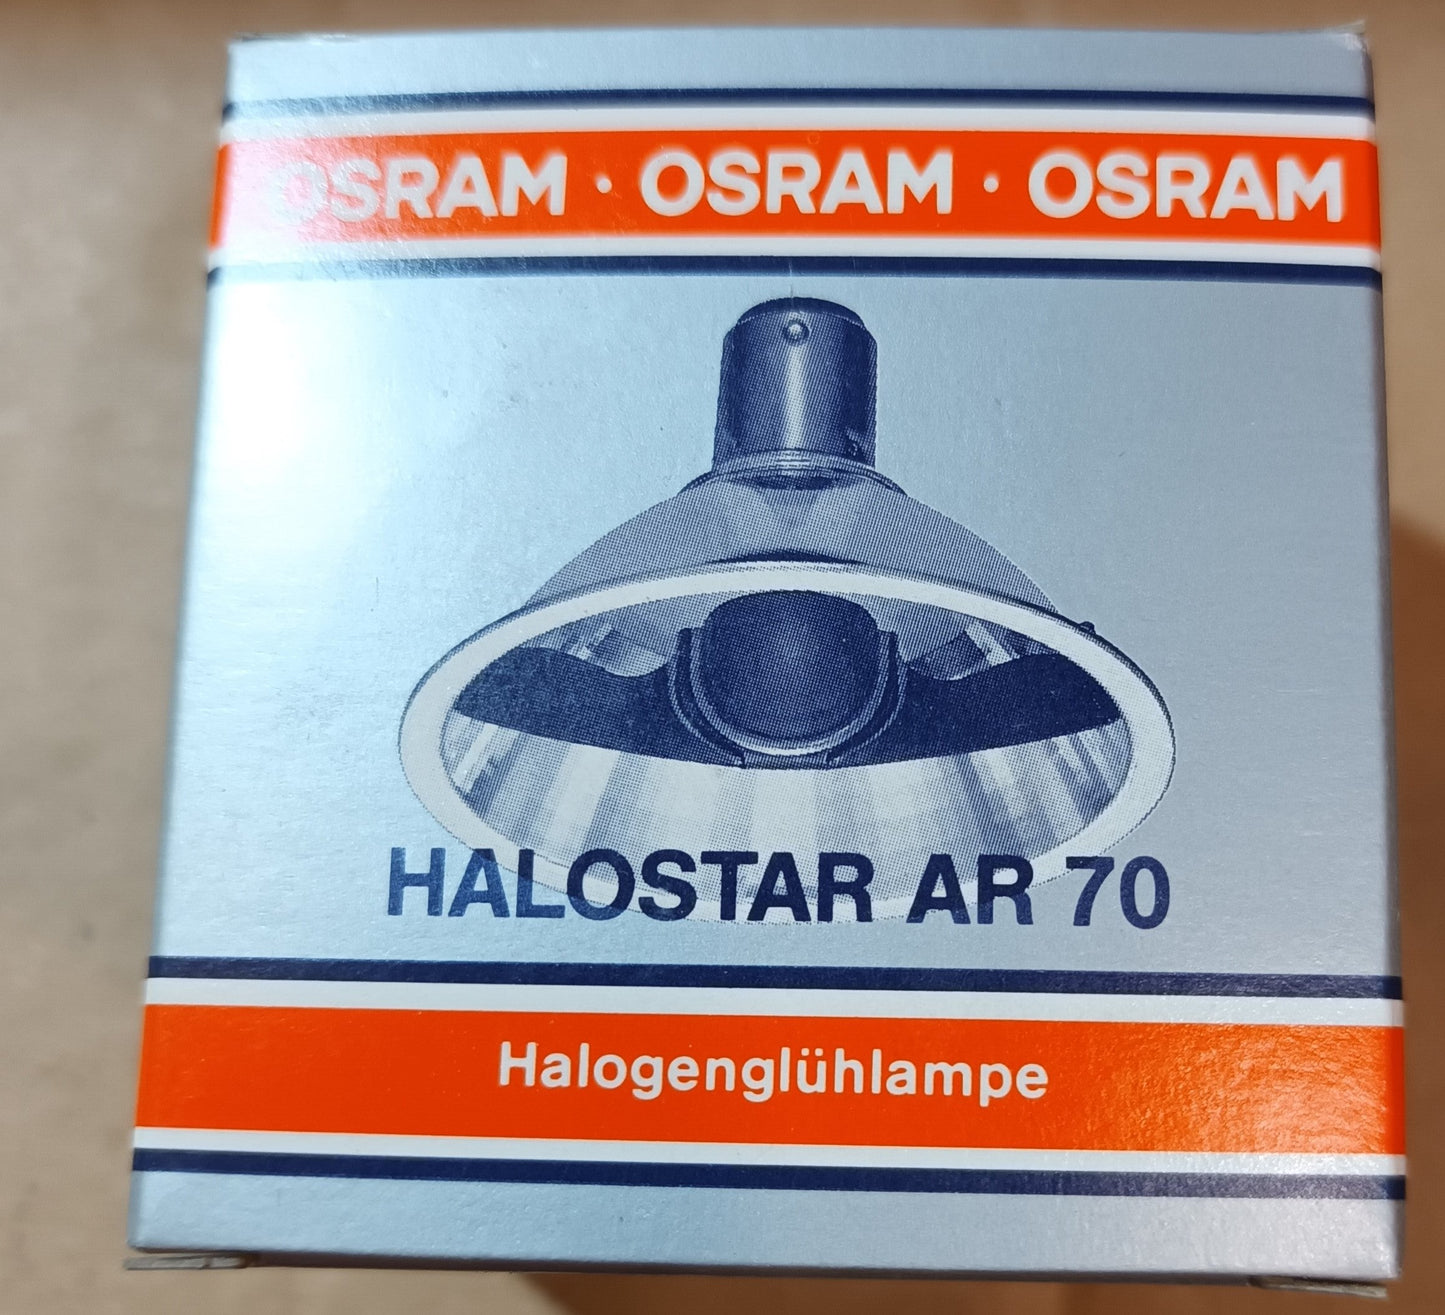 OSRAM · OSRAM · OSRAM
HALOSTAR AR 70
Halogenglühlampe